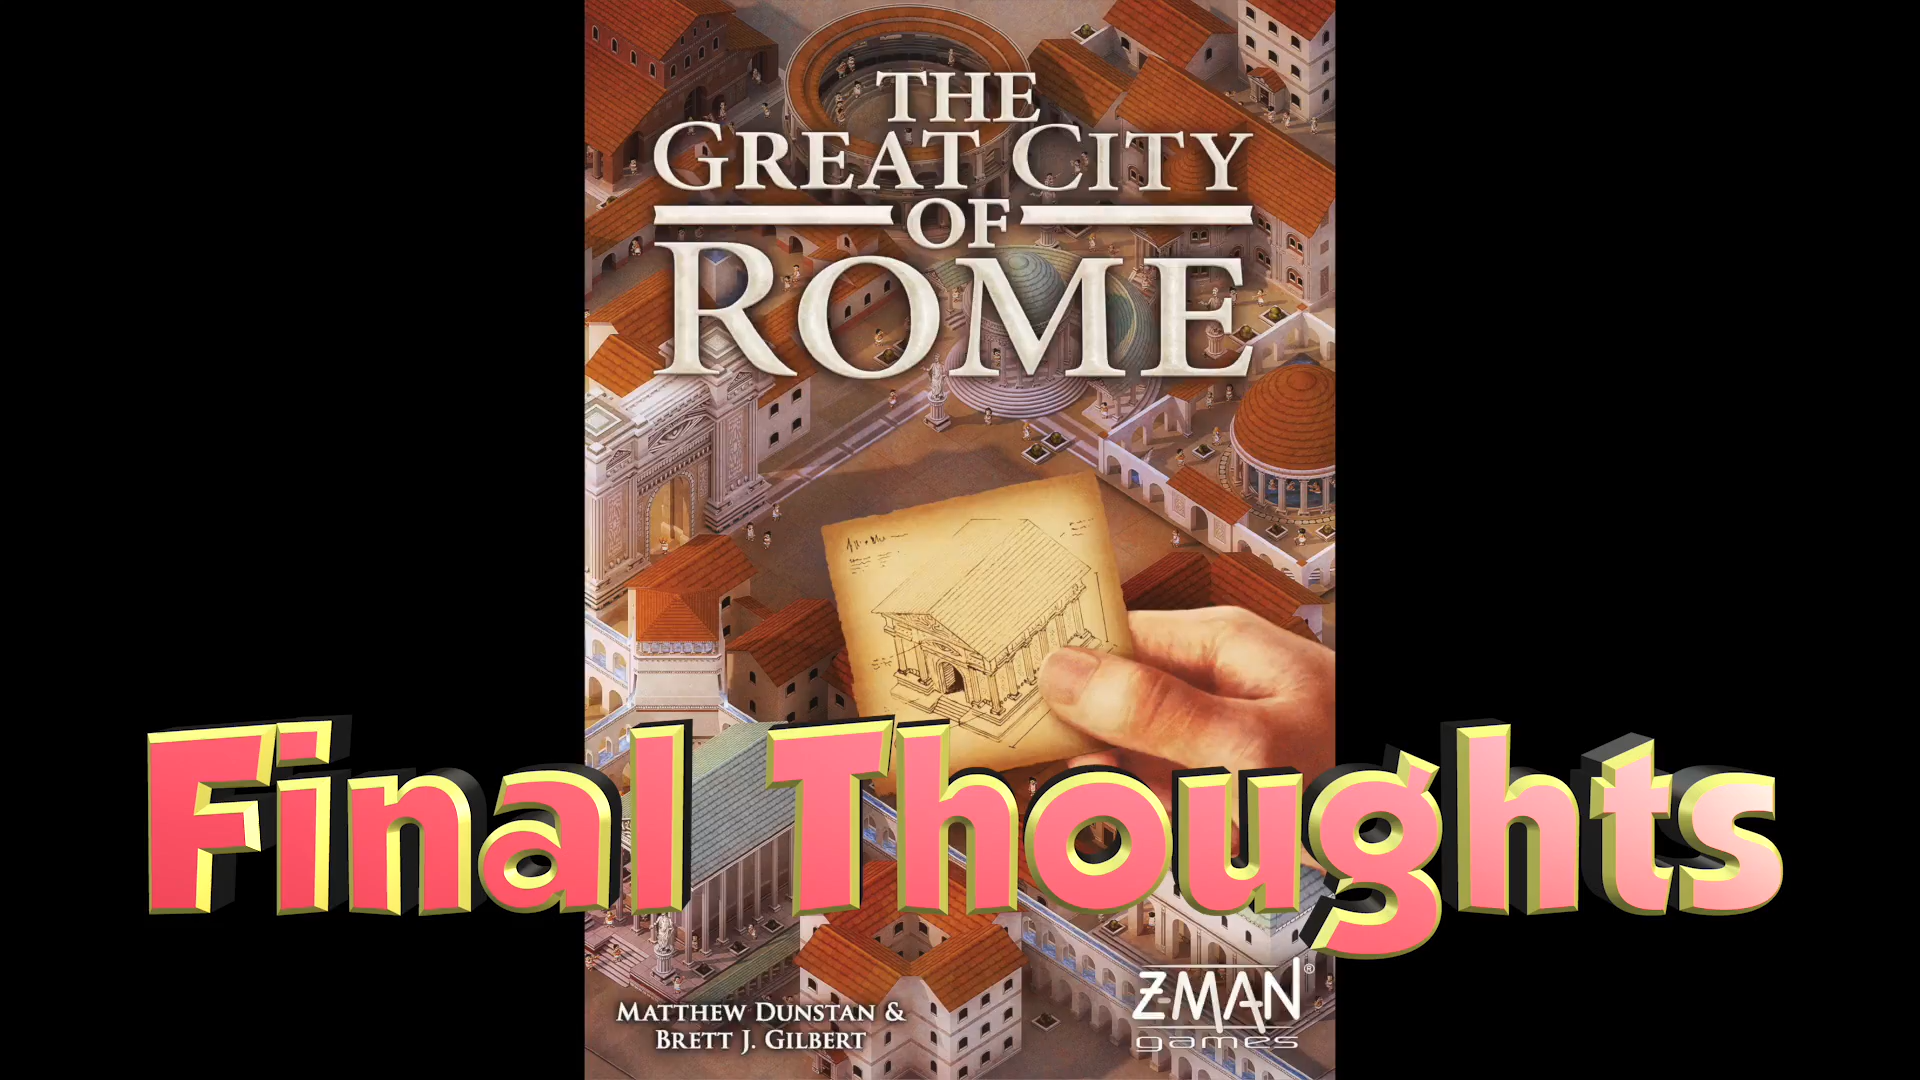 THE
GREAT CITY
OF
ROME
Final Thoughts
MATTHEW DUNSTAN &
BRETT J. GILBERT
Z-MAN®
games